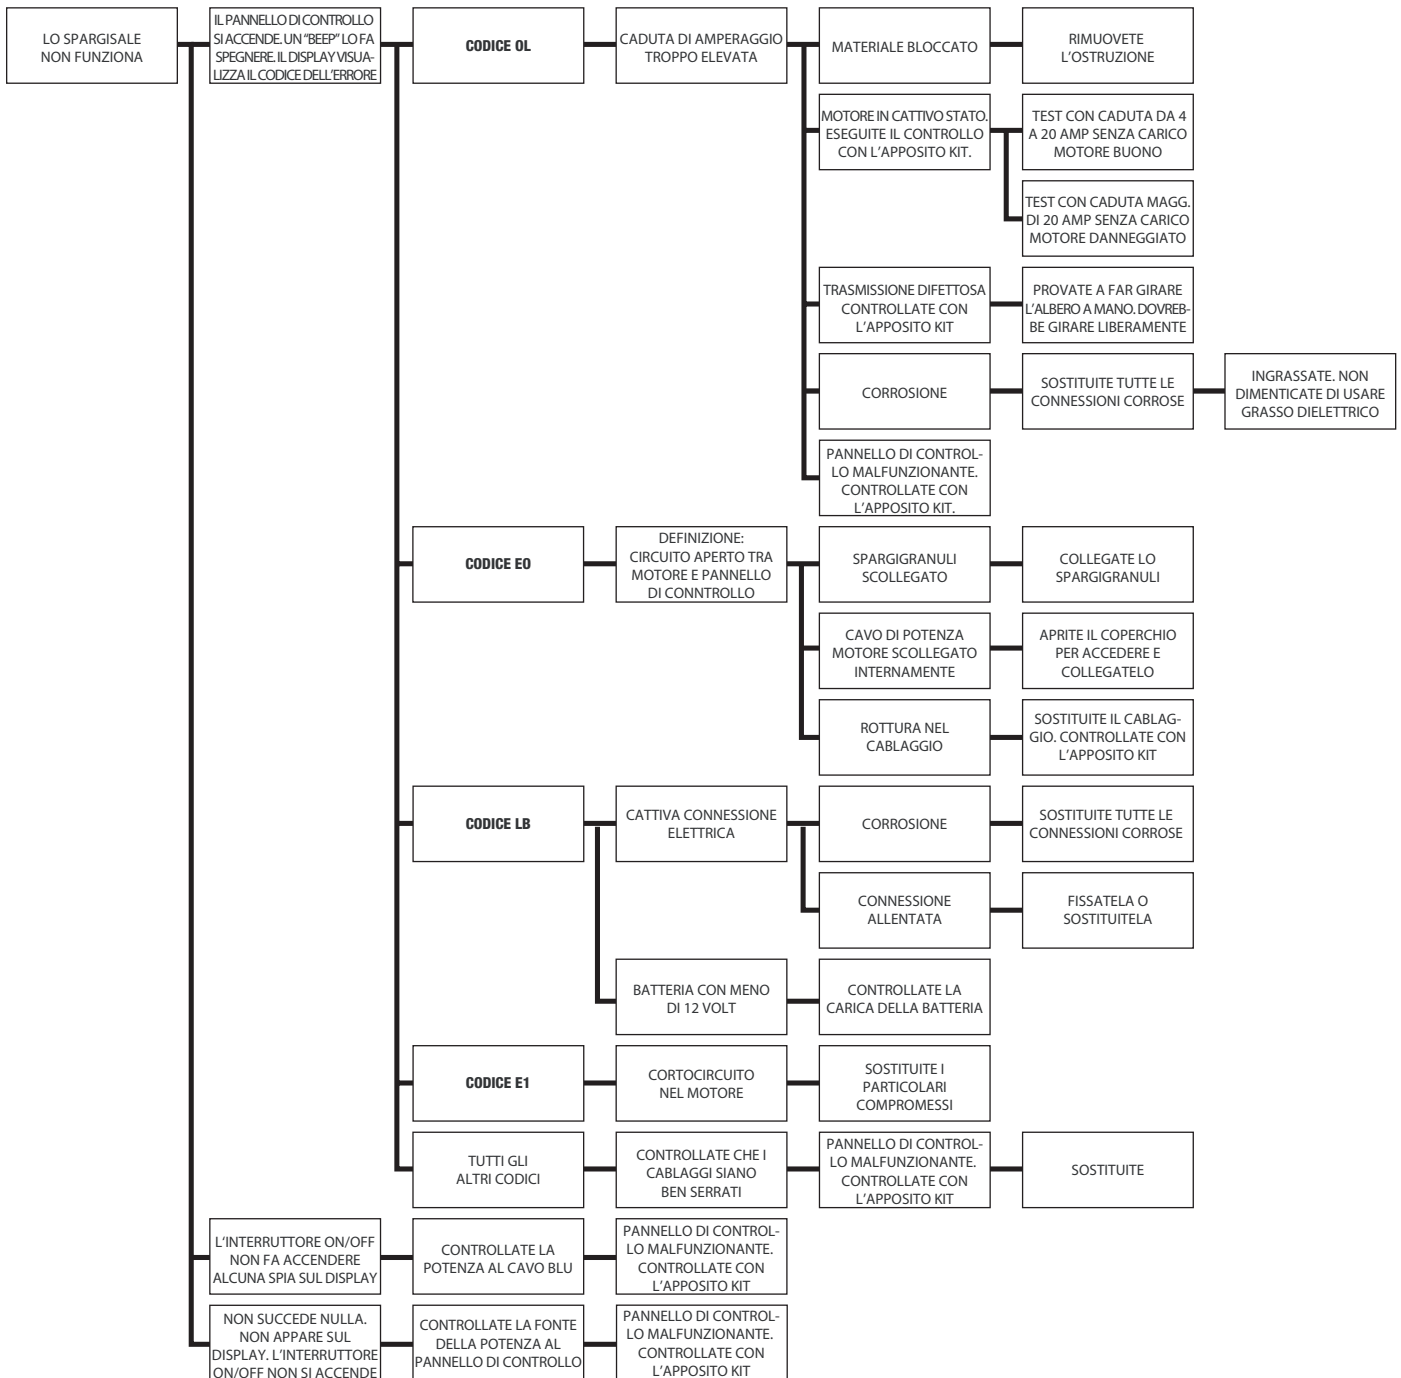 LO SPARGISALE
NON FUNZIONA
IL PANNELLO DI CONTROLLO
SI ACCENDE. UN “BEEP” LO FA
SPEGNERE. IL DISPLAY VISUA-
LIZZA IL CODICE DELL’ERRORE
CODICE OL
CADUTA DI AMPERAGGIO
TROPPO ELEVATA
MATERIALE BLOCCATO
RIMUOVETE
L’OSTRUZIONE
MOTORE IN CATTIVO STATO.
ESEGUITE IL CONTROLLO
CON L’APPOSITO KIT.
TEST CON CADUTA DA 4
A 20 AMP SENZA CARICO
MOTORE BUONO
TEST CON CADUTA MAGG.
DI 20 AMP SENZA CARICO
MOTORE DANNEGGIATO
TRASMISSIONE DIFETTOSA
CONTROLLATE CON
L’APPOSITO KIT
PROVATE A FAR GIRARE
L’ALBERO A MANO. DOVREB-
BE GIRARE LIBERAMENTE
CORROSIONE
SOSTITUITE TUTTE LE
CONNESSIONI CORROSE
INGRASSATE. NON
DIMENTICATE DI USARE
GRASSO DIELETTRICO
PANNELLO DI CONTROL-
LO MALFUNZIONANTE.
CONTROLLATE CON
L’APPOSITO KIT.
CODICE E0
DEFINIZIONE:
CIRCUITO APERTO TRA
MOTORE E PANNELLO
DI CONNTROLLO
SPARGIGRANULI
SCOLLEGATO
COLLEGATE LO
SPARGIGRANULI
CAVO DI POTENZA
MOTORE SCOLLEGATO
INTERNAMENTE
APRITE IL COPERCHIO
PER ACCEDERE E
COLLEGATELO
ROTTURA NEL
CABLAGGIO
SOSTITUITE IL CABLAG-
GIO. CONTROLLATE CON
L’APPOSITO KIT
CODICE LB
CATTIVA CONNESSIONE
ELETTRICA
CORROSIONE
SOSTITUITE TUTTE LE
CONNESSIONI CORROSE
CONNESSIONE
ALLENTATA
FISSATELA O
SOSTITUITELA
BATTERIA CON MENO
DI 12 VOLT
CONTROLLATE LA
CARICA DELLA BATTERIA
CODICE E1
CORTOCIRCUITO
NEL MOTORE
SOSTITUITE I
PARTICOLARI
COMPROMESSI
TUTTI GLI
ALTRI CODICI
CONTROLLATE CHE I
CABLAGGI SIANO
BEN SERRATI
PANNELLO DI CONTROL-
LO MALFUNZIONANTE.
CONTROLLATE CON
L’APPOSITO KIT
SOSTITUITE
L’INTERRUTTORE ON/OFF
NON FA ACCENDERE
ALCUNA SPIA SUL DISPLAY
CONTROLLATE LA
POTENZA AL CAVO BLU
PANNELLO DI CONTROL-
LO MALFUNZIONANTE.
CONTROLLATE CON
L’APPOSITO KIT
NON SUCCEDE NULLA.
NON APPARE SUL
DISPLAY. L’INTERRUTTORE
ON/OFF NON SI ACCENDE
CONTROLLATE LA FONTE
DELLA POTENZA AL
PANNELLO DI CONTROLLO
PANNELLO DI CONTROL-
LO MALFUNZIONANTE.
CONTROLLATE CON
L’APPOSITO KIT